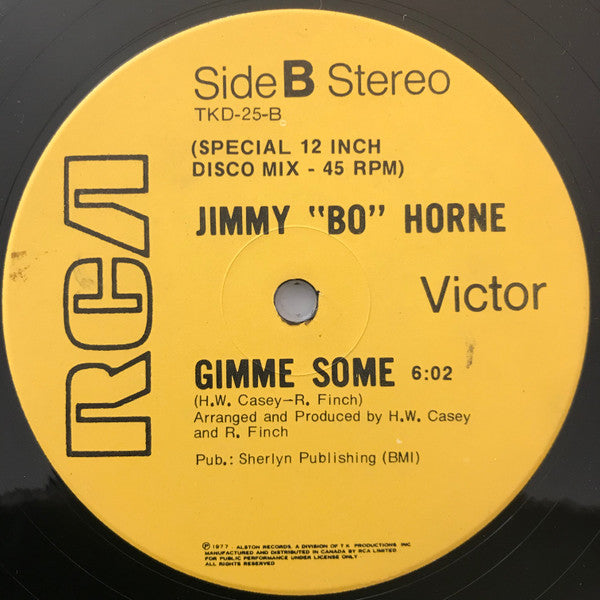 Side B Stereo
TKD-25-B
(SPECIAL 12 INCH
DISCO MIX - 45 RPM)
JIMMY "BO" HORNE
RCA
Victor
GIMME SOME 6:02
(H.W. Casey—R. Finch)
Arranged and Produced by H.W. Casey
and R. Finch
Pub.: Sherlyn Publishing (BMI)
℗ 1977 ALSTON RECORDS, A DIVISION OF T.K. PRODUCTIONS, INC.
MANUFACTURED AND DISTRIBUTED IN CANADA BY RCA LIMITED
FOR PUBLIC PERFORMANCE UNDER LICENSE ONLY
ALL RIGHTS RESERVED